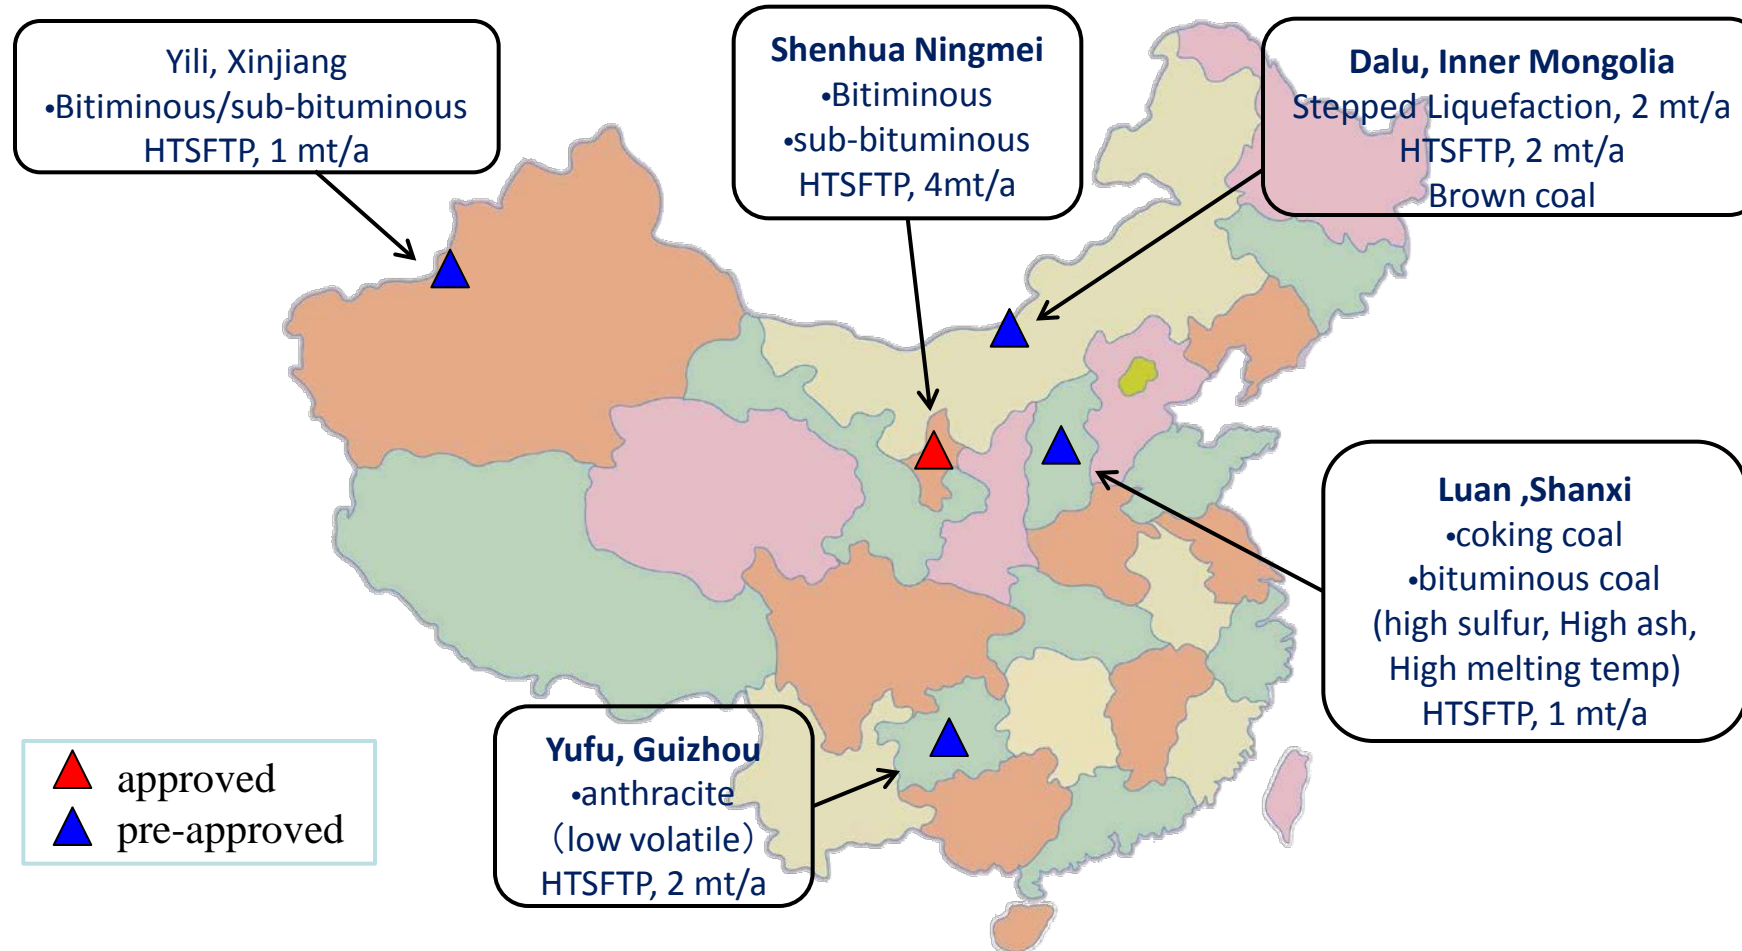 Yili, Xinjiang
•Bitiminous/sub-bituminous
HTSFTP, 1 mt/a
Shenhua Ningmei
•Bitiminous
•sub-bituminous
HTSFTP, 4mt/a
Dalu, Inner Mongolia
Stepped Liquefaction, 2 mt/a
HTSFTP, 2 mt/a
Brown coal
Luan ,Shanxi
•coking coal
•bituminous coal
(high sulfur, High ash,
High melting temp)
HTSFTP, 1 mt/a
Yufu, Guizhou
•anthracite
（low volatile）
HTSFTP, 2 mt/a
approved
pre-approved